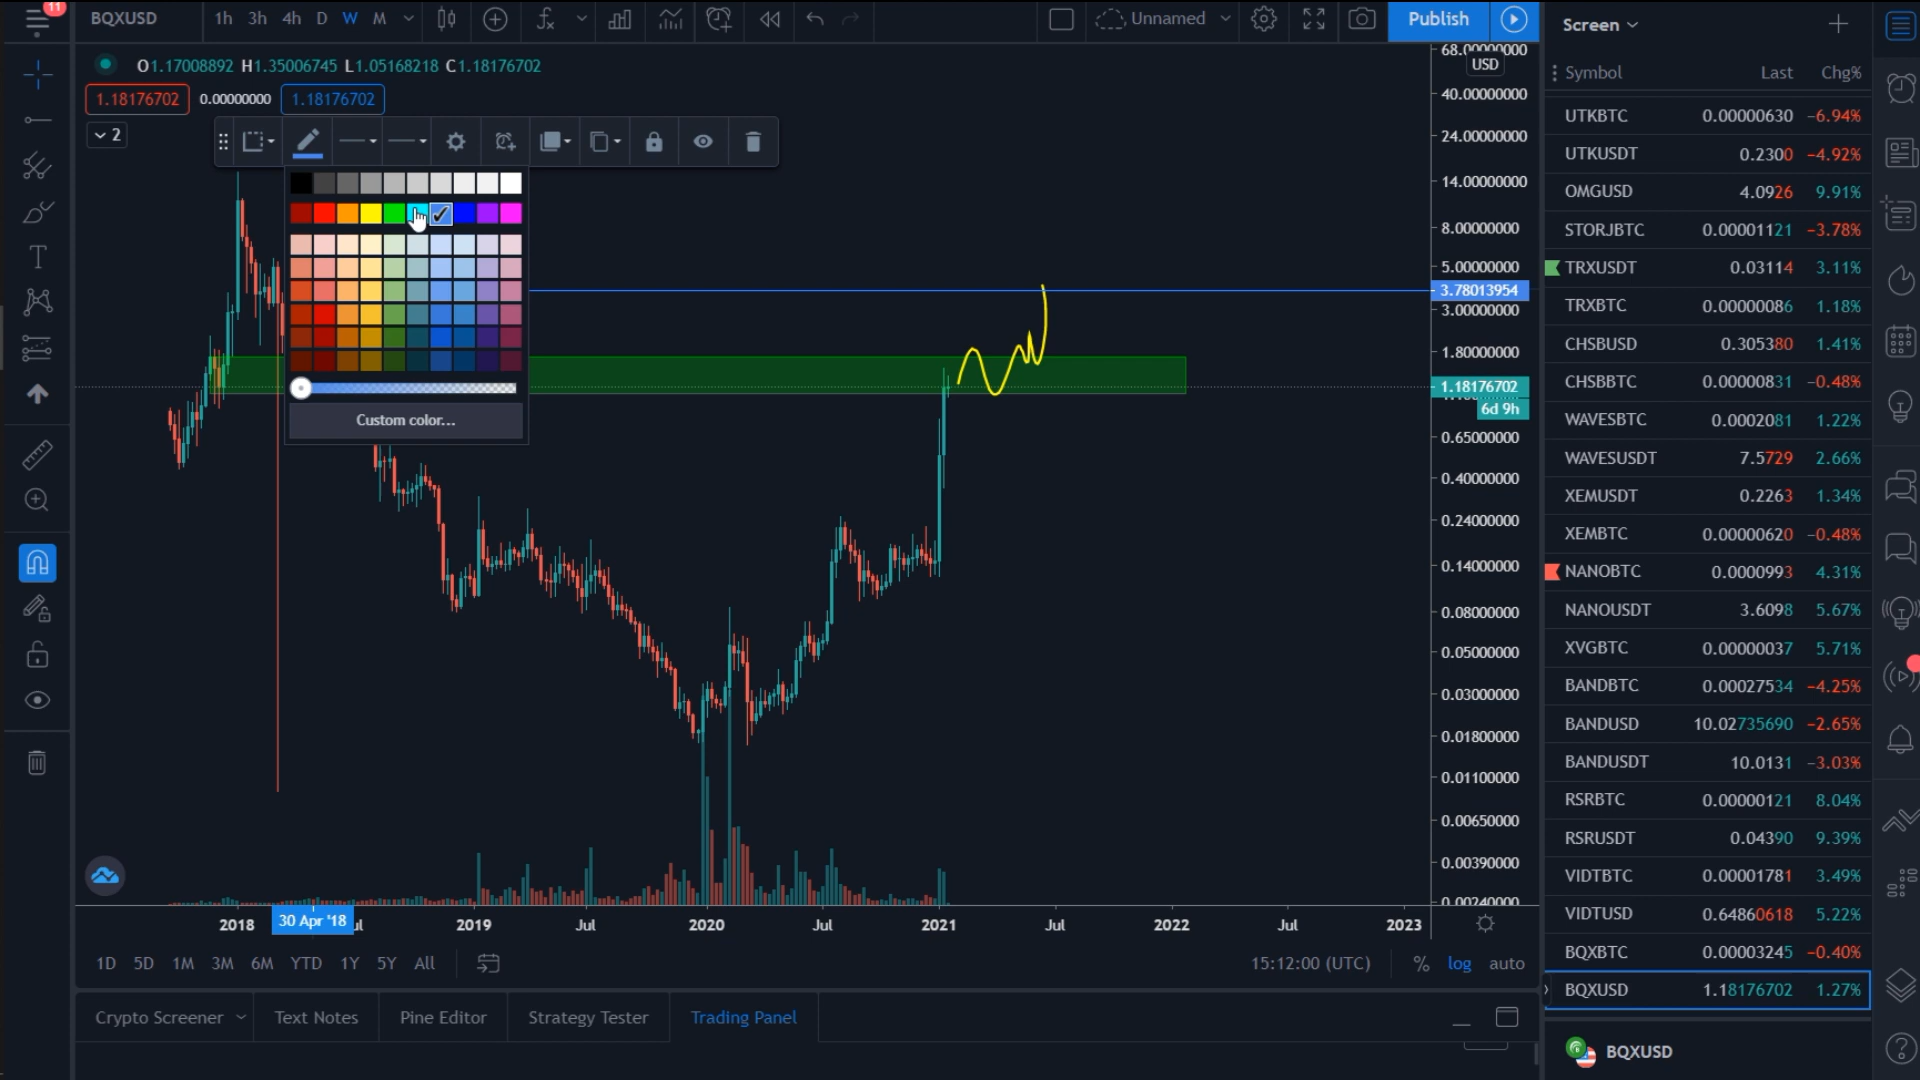 11
BQXUSD
1h 3h 4h D W M
Unnamed
Publish
O1.17008892 H1.35006745 L1.05168218 C1.18176702
1.18176702 0.00000000 1.18176702
2
Custom color...
USD
40.00000000
24.00000000
14.00000000
8.00000000
5.00000000
3.78013954
3.00000000
1.80000000
1.18176702
6d 9h
0.65000000
0.40000000
0.24000000
0.14000000
0.08000000
0.05000000
0.03000000
0.01800000
0.01100000
0.00650000
0.00390000
0.00240000
2018 30 Apr '18 2019 Jul 2020 Jul 2021 Jul 2022 Jul 2023
1D 5D 1M 3M 6M YTD 1Y 5Y All
15:12:00 (UTC) % log auto
Crypto Screener Text Notes Pine Editor Strategy Tester Trading Panel
Screen
Symbol Last Chg%
UTKBTC 0.00000630 −6.94%
UTKUSDT 0.2300 −4.92%
OMGUSD 4.0926 9.91%
STORJBTC 0.00001121 −3.78%
TRXUSDT 0.03114 3.11%
TRXBTC 0.00000086 1.18%
CHSBUSD 0.305380 1.41%
CHSBBTC 0.00000831 −0.48%
WAVESBTC 0.0002081 1.22%
WAVESUSDT 7.5729 2.66%
XEMUSDT 0.2263 1.34%
XEMBTC 0.00000620 −0.48%
NANOBTC 0.0000993 4.31%
NANOUSDT 3.6098 5.67%
XVGBTC 0.00000037 5.71%
BANDBTC 0.00027534 −4.25%
BANDUSD 10.02735690 −2.65%
BANDUSDT 10.0131 −3.03%
RSRBTC 0.00000121 8.04%
RSRUSDT 0.04390 9.39%
VIDTBTC 0.00001781 3.49%
VIDTUSD 0.64860618 5.22%
BQXBTC 0.00003245 −0.40%
BQXUSD 1.18176702 1.27%
BQXUSD